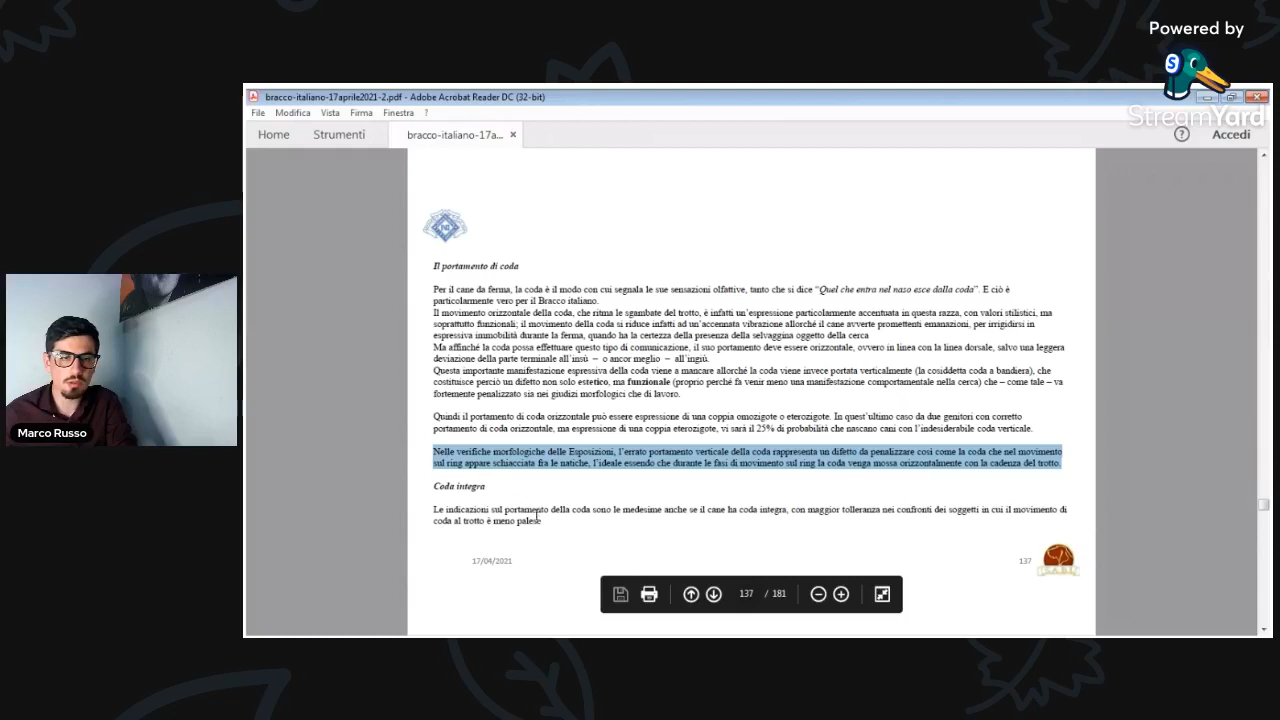 Powered by
StreamYard
bracco-italiano-17aprile2021-2.pdf - Adobe Acrobat Reader DC (32-bit)
File Modifica Vista Firma Finestra ?
Home Strumenti bracco-italiano-17a... × ? Accedi
Il portamento di coda
Per il cane da ferma, la coda è il modo con cui segnala le sue sensazioni olfattive, tanto che si dice “Quel che entra nel naso esce dalla coda”. E ciò è
particolarmente vero per il Bracco italiano.
Il movimento orizzontale della coda, che ritma le sgambate del trotto, è infatti un’espressione particolarmente accentuata in questa razza, con valori stilistici, ma
soprattutto funzionali; il movimento della coda si riduce infatti ad un’accennata vibrazione allorché il cane avverte promettenti emanazioni, per irrigidirsi in
espressiva immobilità durante la ferma, quando ha la certezza della presenza della selvaggina oggetto della cerca
Ma affinché la coda possa effettuare questo tipo di comunicazione, il suo portamento deve essere orizzontale, ovvero in linea con la linea dorsale, salvo una leggera
deviazione della parte terminale all’insù – o ancor meglio – all’ingiù.
Questa importante manifestazione espressiva della coda viene a mancare allorché la coda viene invece portata verticalmente (la cosiddetta coda a bandiera), che
costituisce perciò un difetto non solo estetico, ma funzionale (proprio perché fa venir meno una manifestazione comportamentale nella cerca) che – come tale – va
fortemente penalizzato sia nei giudizi morfologici che di lavoro.
Quindi il portamento di coda orizzontale può essere espressione di una coppia omozigote o eterozigote. In quest’ultimo caso da due genitori con corretto
portamento di coda orizzontale, ma espressione di una coppia eterozigote, vi sarà il 25% di probabilità che nascano cani con l’indesiderabile coda verticale.
Nelle verifiche morfologiche delle Esposizioni, l’errato portamento verticale della coda rappresenta un difetto da penalizzare così come la coda che nel movimento
sul ring appare schiacciata fra le natiche, l’ideale essendo che durante le fasi di movimento sul ring la coda venga mossa orizzontalmente con la cadenza del trotto.
Coda integra
Le indicazioni sul portamento della coda sono le medesime anche se il cane ha coda integra, con maggior tolleranza nei confronti dei soggetti in cui il movimento di
coda al trotto è meno palese
17/04/2021 137
137 / 181
Marco Russo